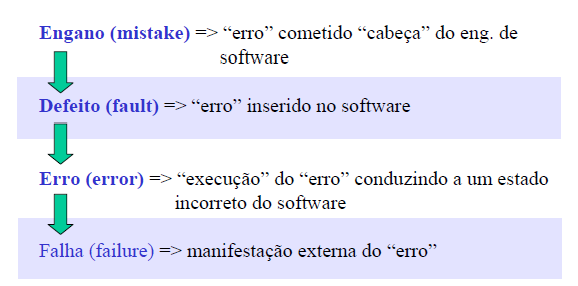 Engano (mistake) => “erro” cometido “cabeça” do eng. de
software
Defeito (fault) => “erro” inserido no software
Erro (error) => “execução” do “erro” conduzindo a um estado
incorreto do software
Falha (failure) => manifestação externa do “erro”